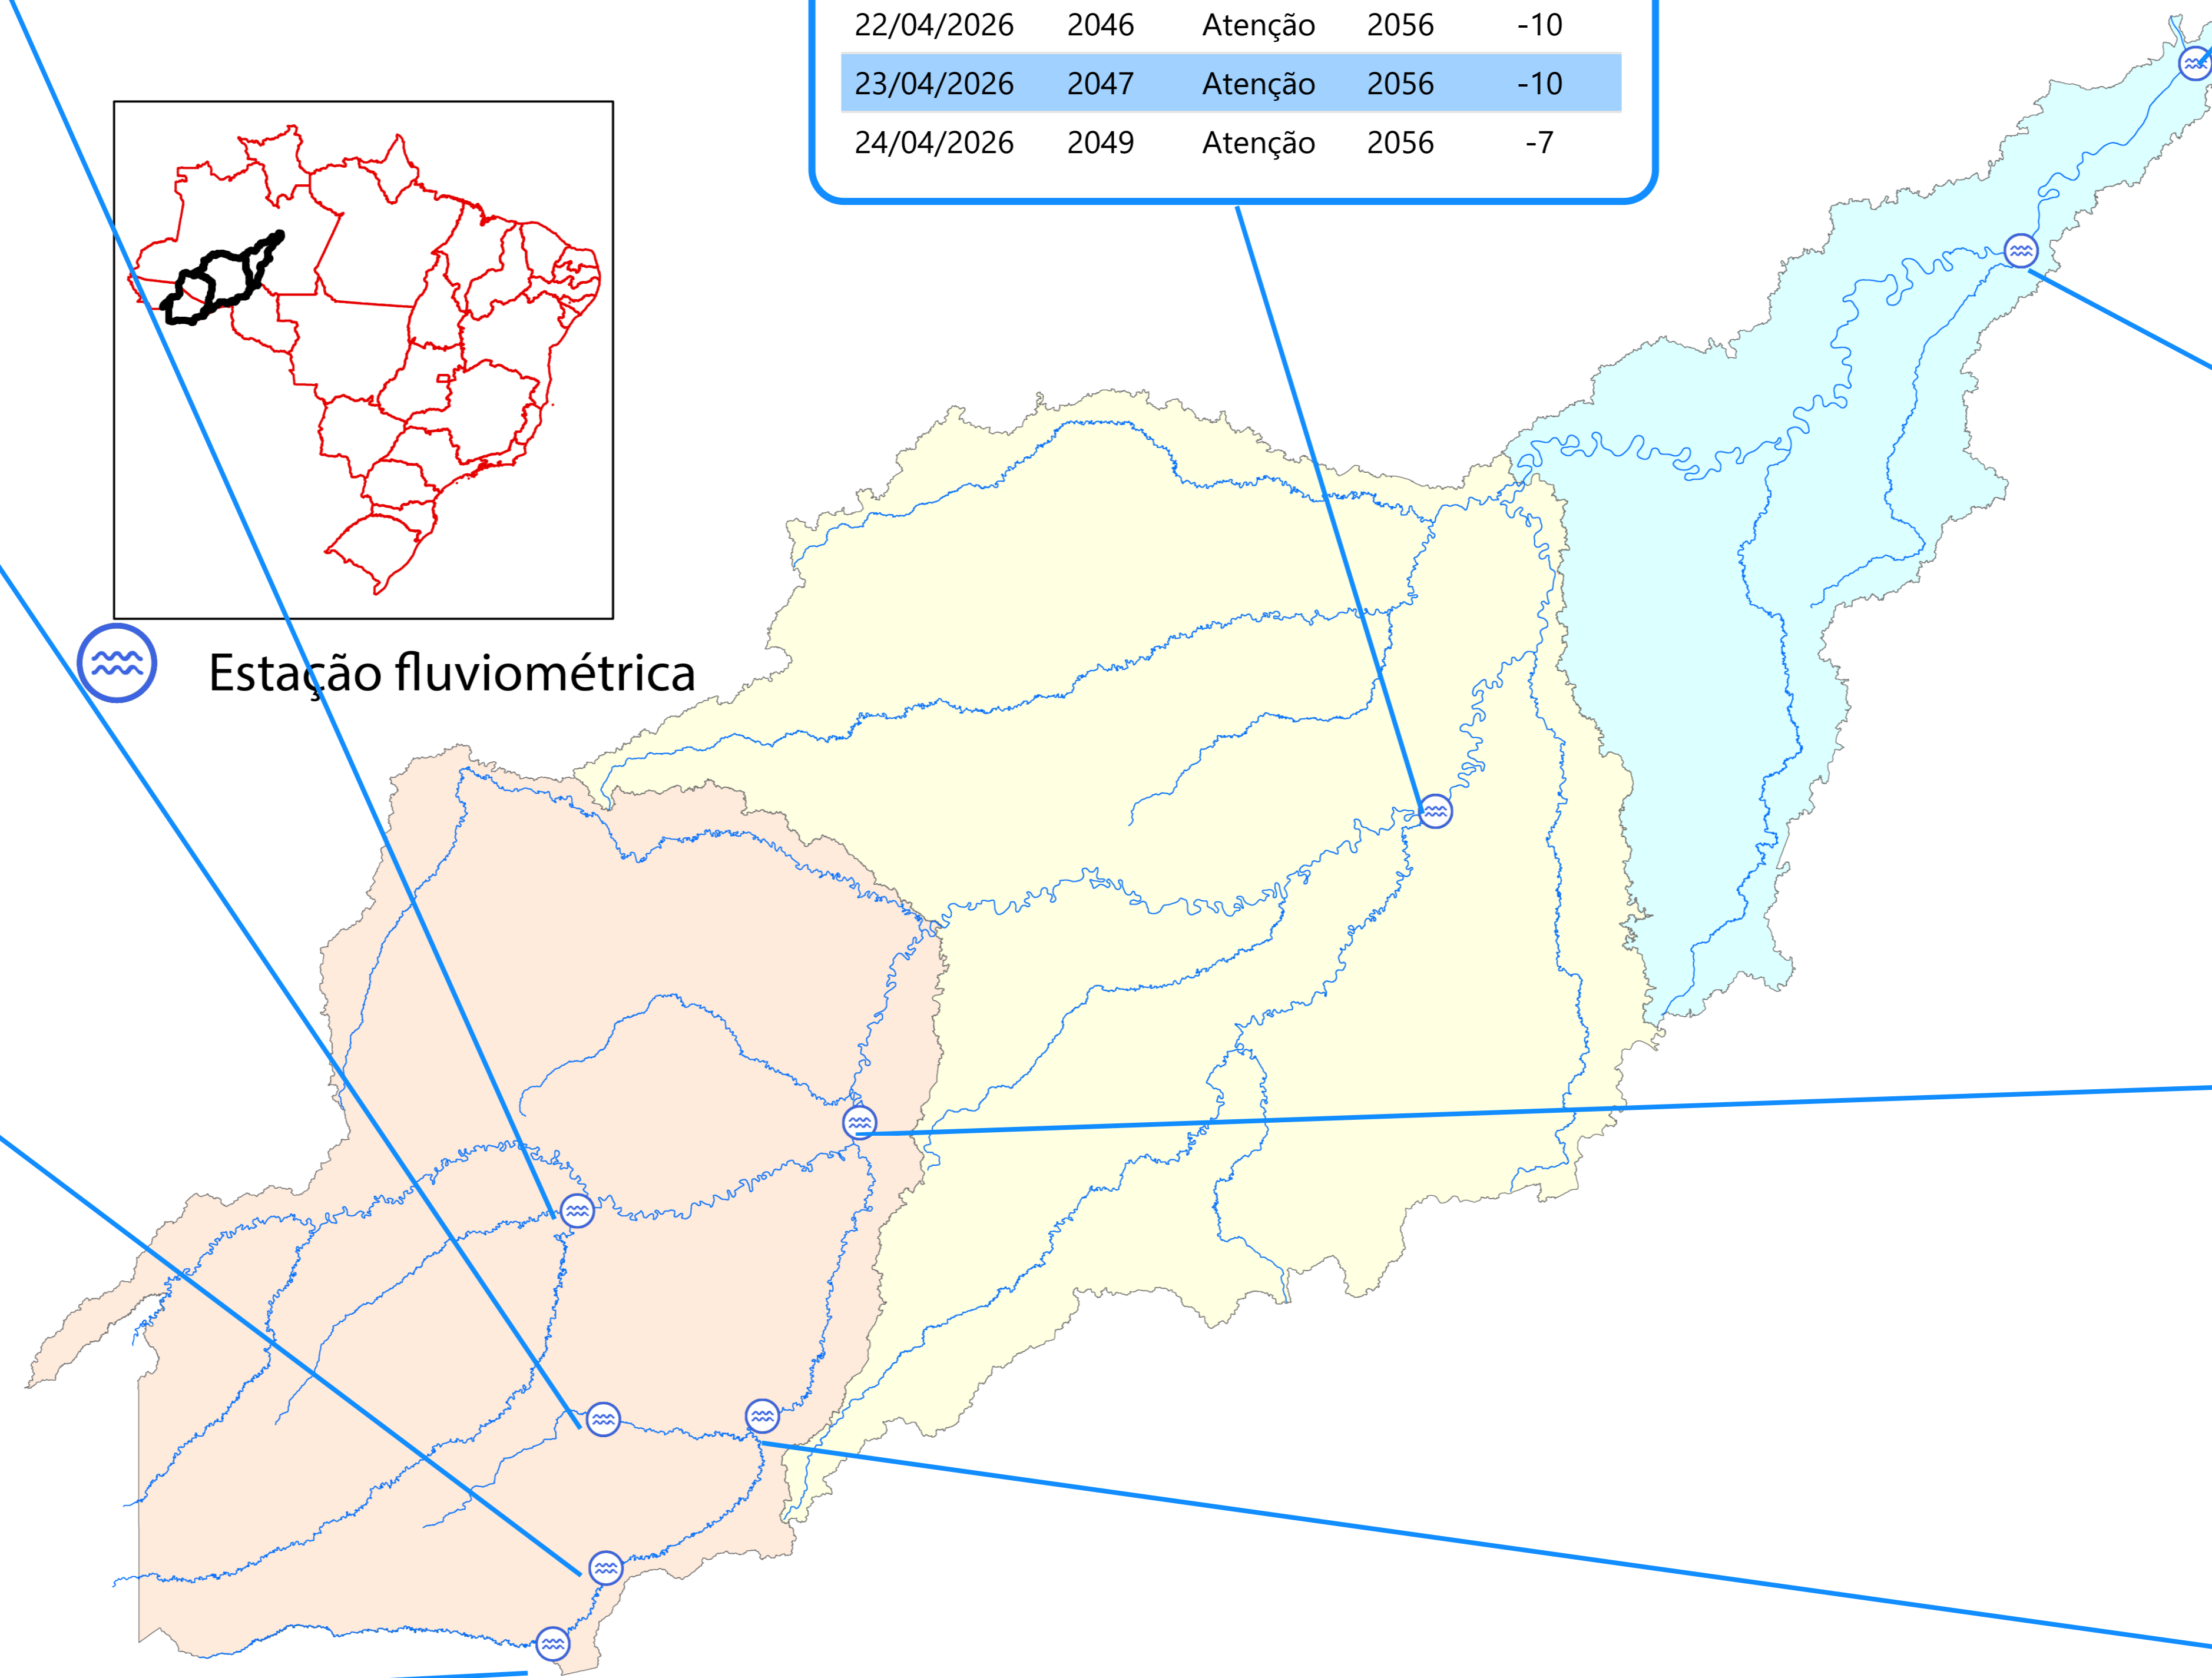 22/04/2026 2046 Atenção 2056 -10
23/04/2026 2047 Atenção 2056 -10
24/04/2026 2049 Atenção 2056 -7
Estação fluviométrica